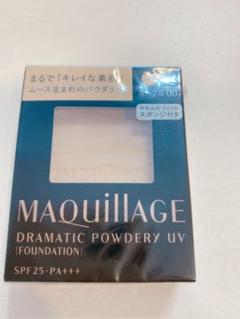 まるで「キレイな素肌」
ムース生まれのパウダリー
オークル00
やわらかフィット
スポンジ付き
MAQuillAGE
DRAMATIC POWDERY UV
(FOUNDATION)
SPF25・PA+++